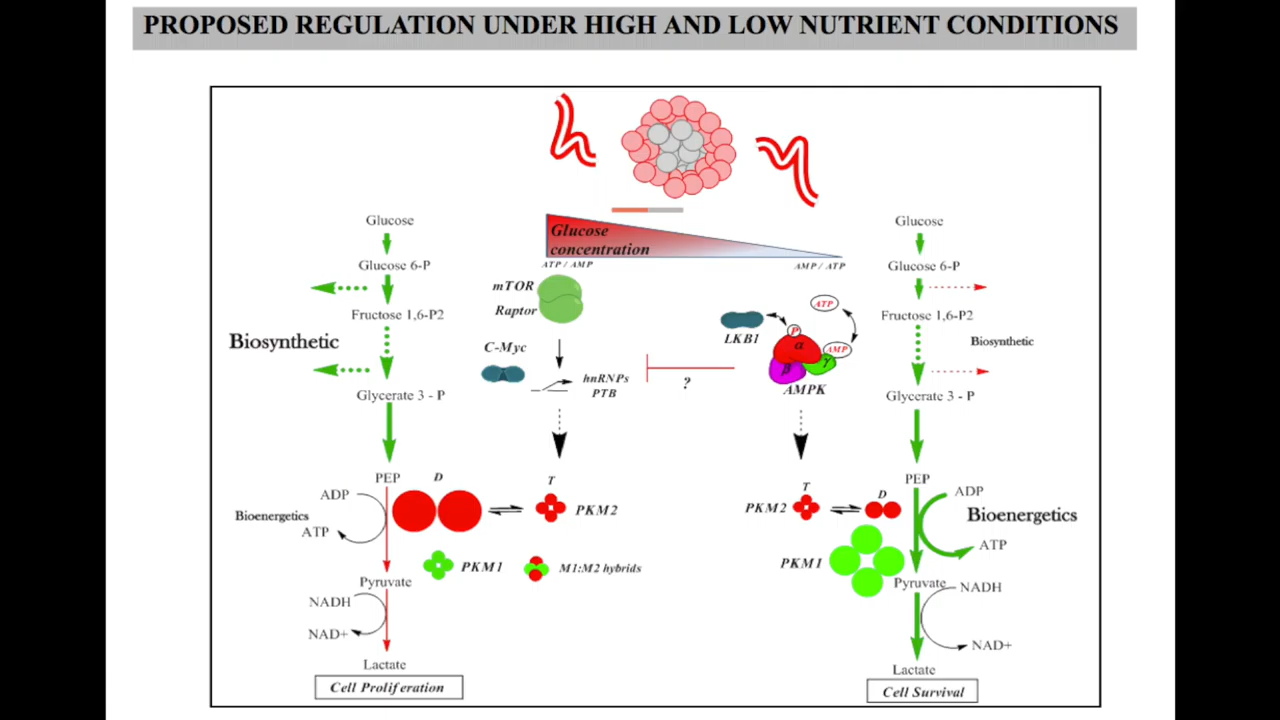 PROPOSED REGULATION UNDER HIGH AND LOW NUTRIENT CONDITIONS
Glucose
Glucose 6-P
Fructose 1,6-P2
Biosynthetic
Glycerate 3 - P
PEP
ADP
Bioenergetics
ATP
Pyruvate
NADH
NAD+
Lactate
Cell Proliferation
D
T
PKM2
PKM1
M1:M2 hybrids
Glucose
concentration
ATP / AMP
AMP / ATP
mTOR
Raptor
C-Myc
hnRNPs
PTB
?
LKB1
P
α
β
γ
ATP
AMP
AMPK
T
D
PKM2
PKM1
Glucose
Glucose 6-P
Fructose 1,6-P2
Biosynthetic
Glycerate 3 - P
PEP
ADP
Bioenergetics
ATP
Pyruvate
NADH
NAD+
Lactate
Cell Survival